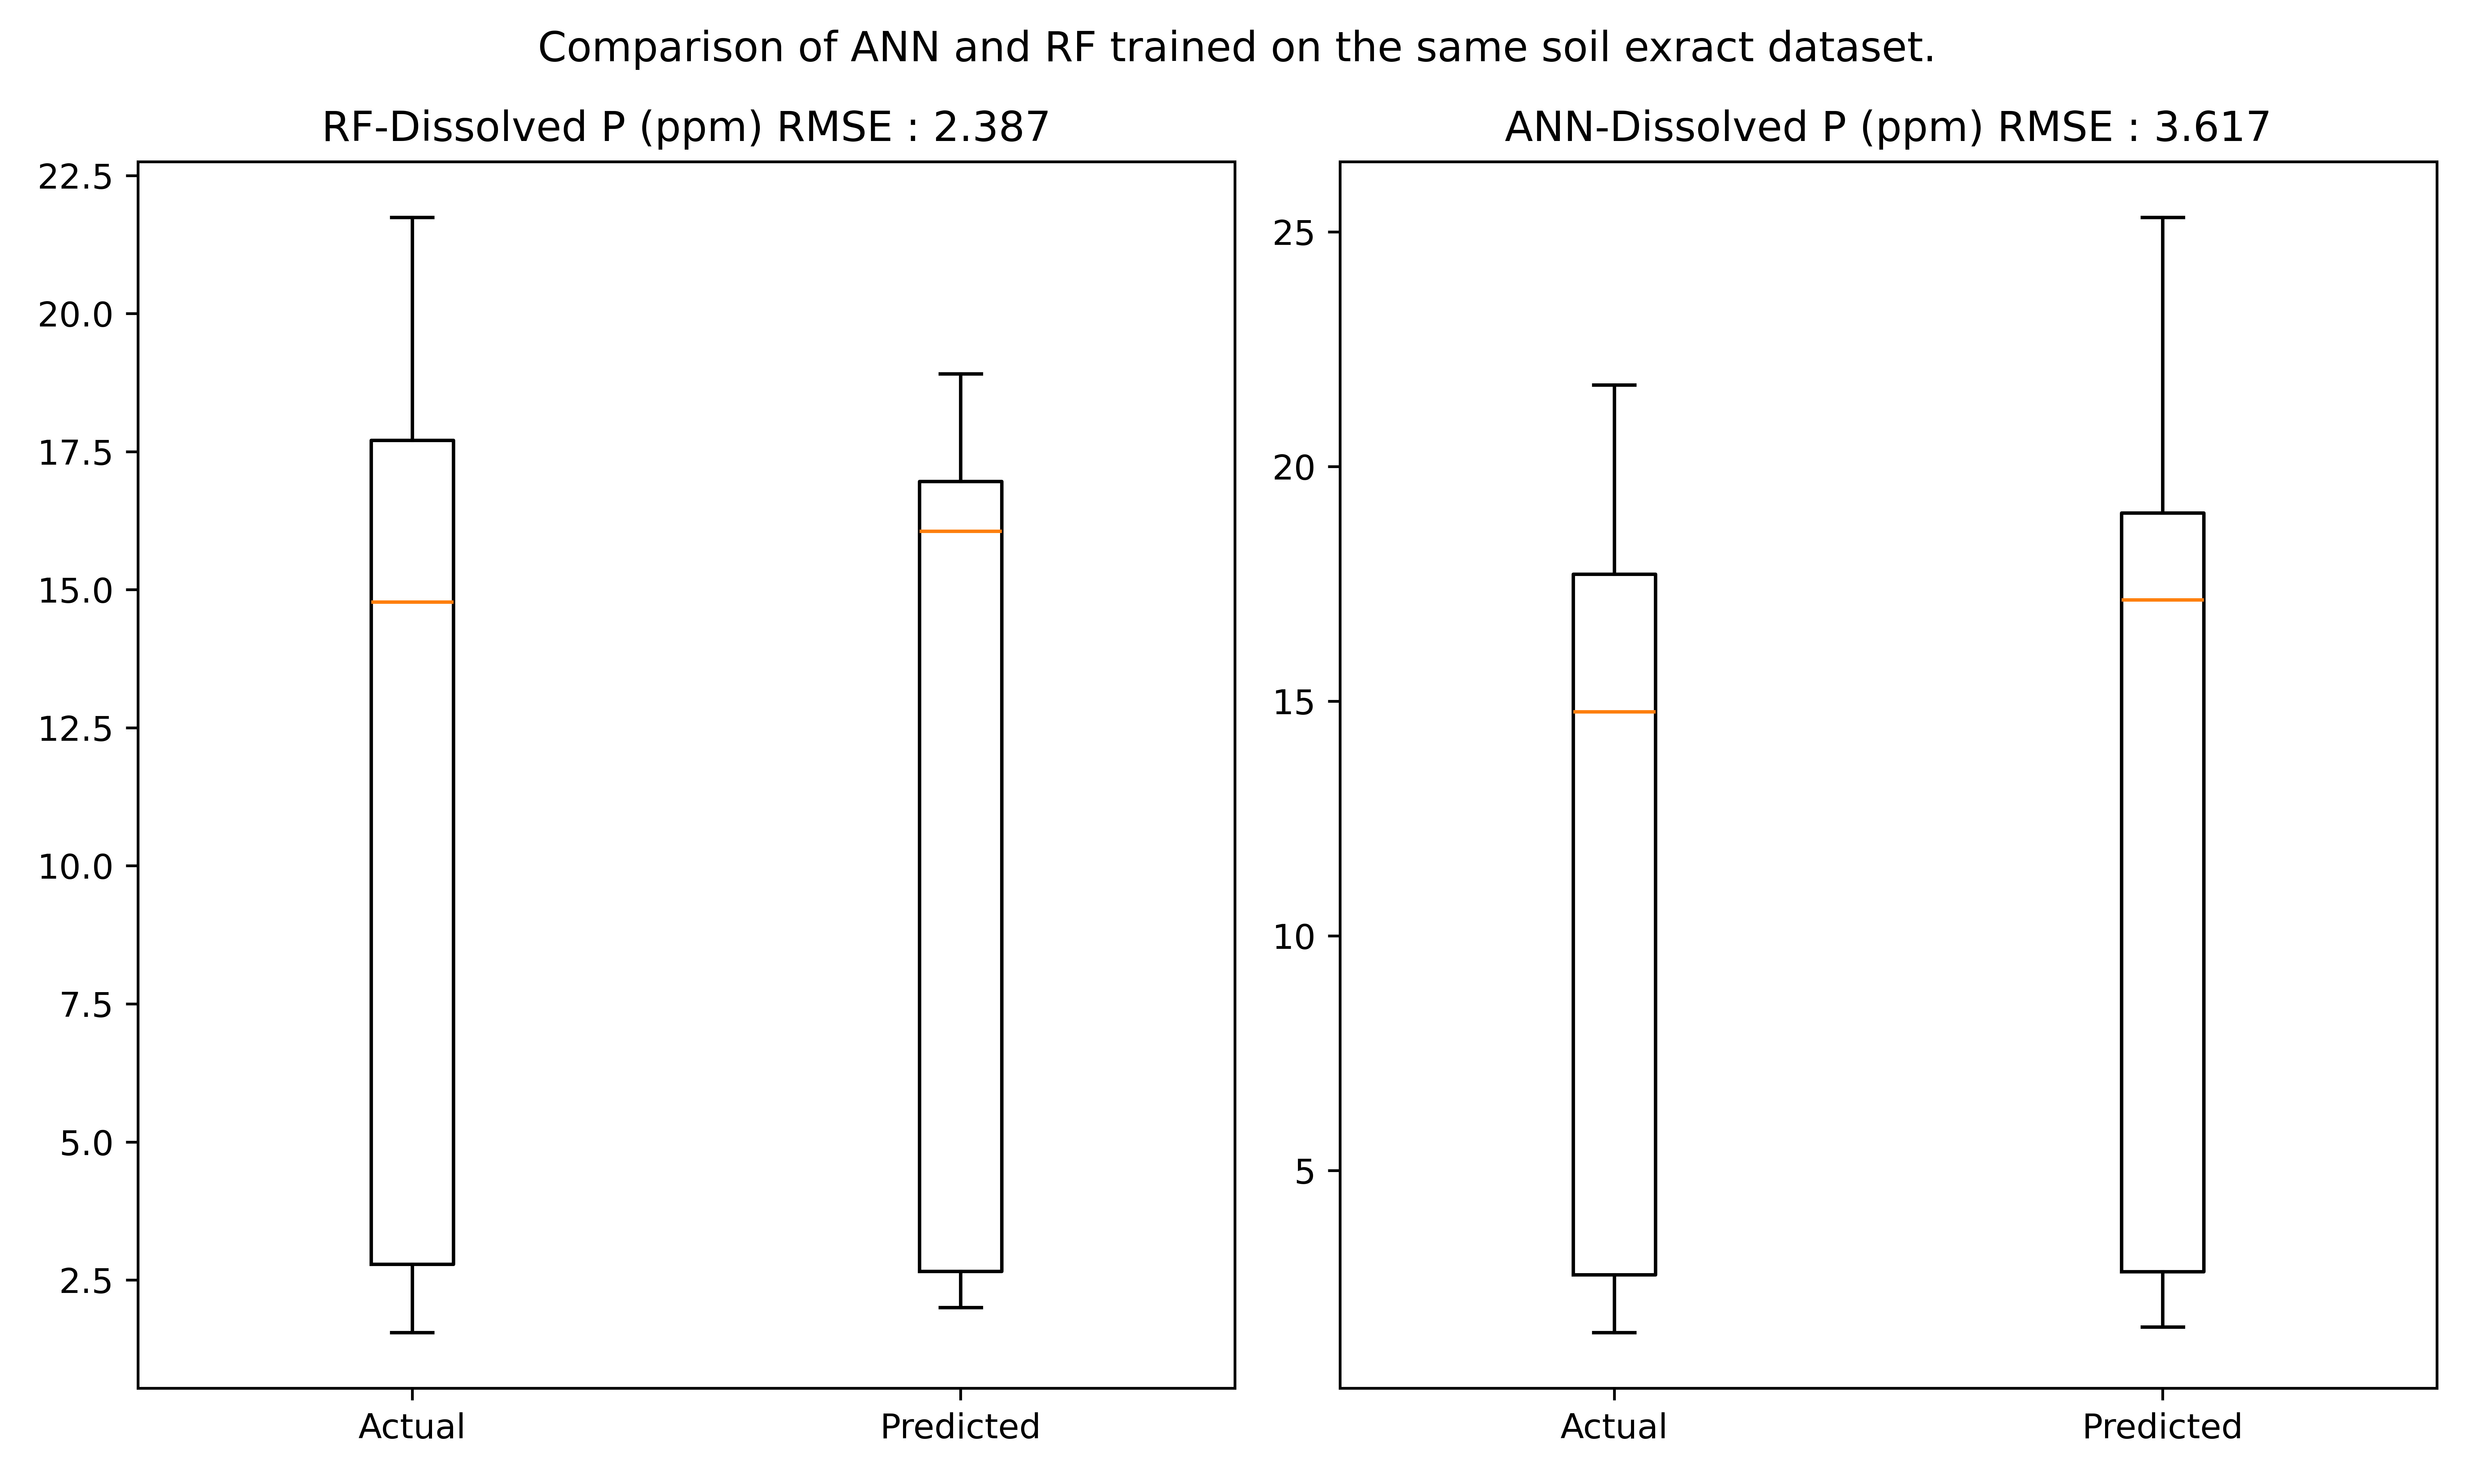 Comparison of ANN and RF trained on the same soil exract dataset.
RF-Dissolved P (ppm) RMSE : 2.387
22.5
20.0
17.5
15.0
12.5
10.0
7.5
5.0
2.5
Actual Predicted
ANN-Dissolved P (ppm) RMSE : 3.617
25
20
15
10
5
Actual Predicted